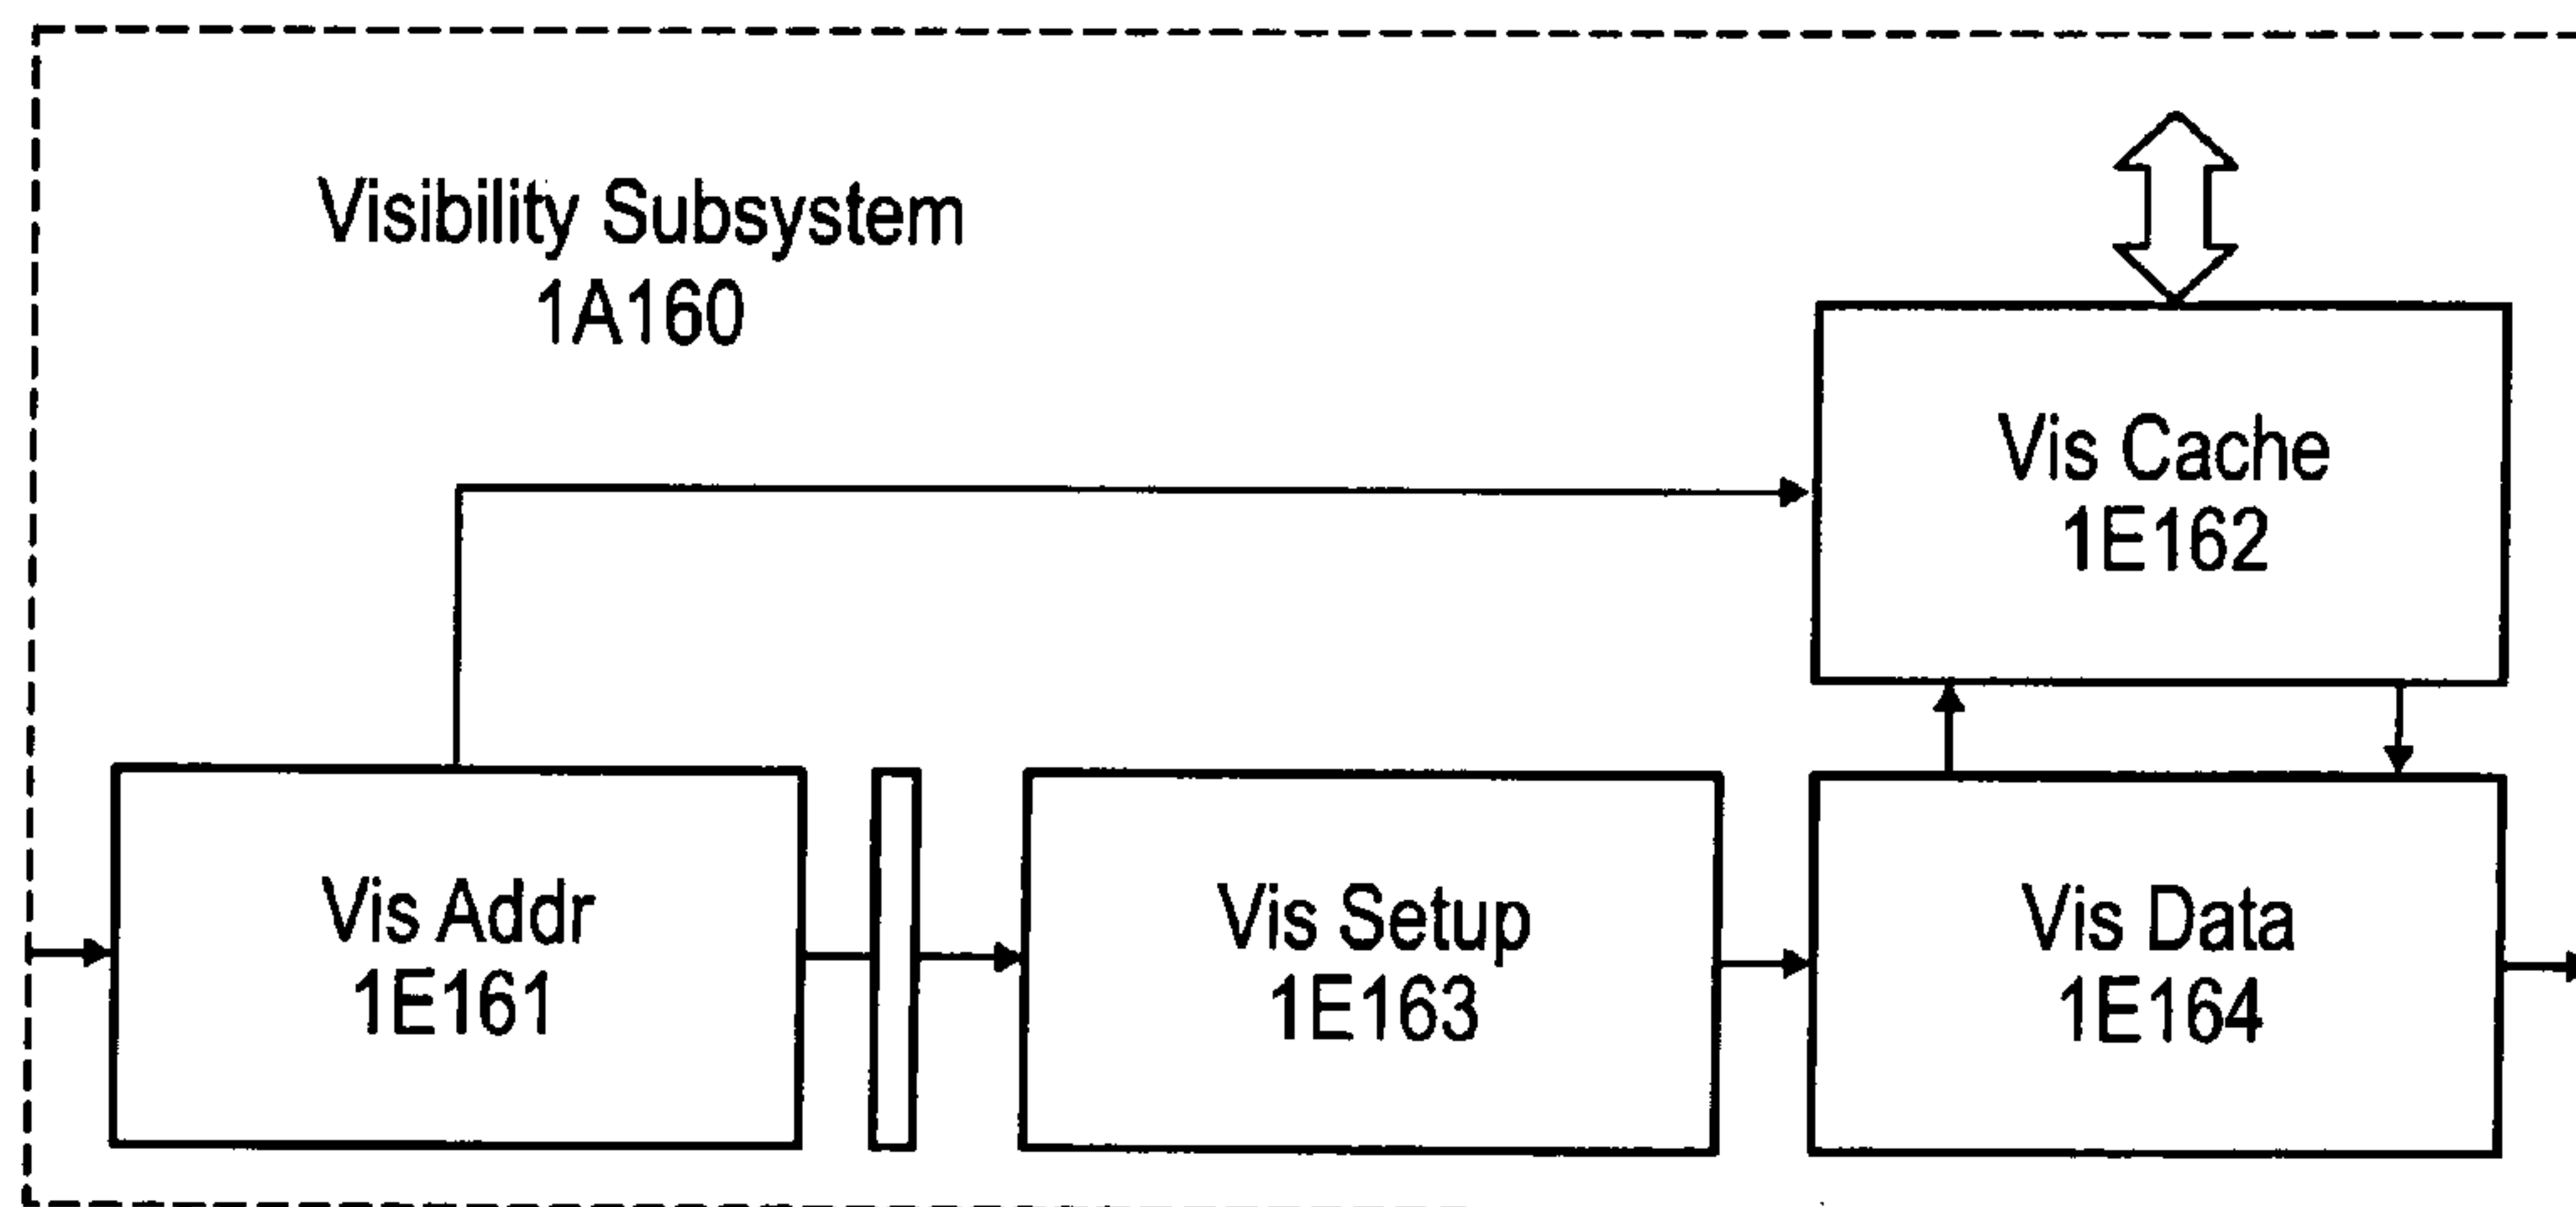 Visibility Subsystem
1A160
Vis Cache
1E162
Vis Addr
1E161
Vis Setup
1E163
Vis Data
1E164